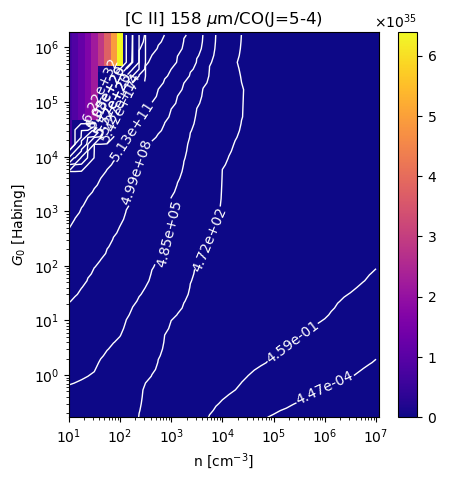 [C II] 158 μm/CO(J=5-4)
×10³⁵
G₀ [Habing]
10⁶
10⁵
10⁴
10³
10²
10¹
10⁰
5.13e+11
4.99e+08
4.85e+05
4.72e+02
4.59e-01
4.47e-04
6
5
4
3
2
1
0
10¹ 10² 10³ 10⁴ 10⁵ 10⁶ 10⁷
n [cm⁻³]